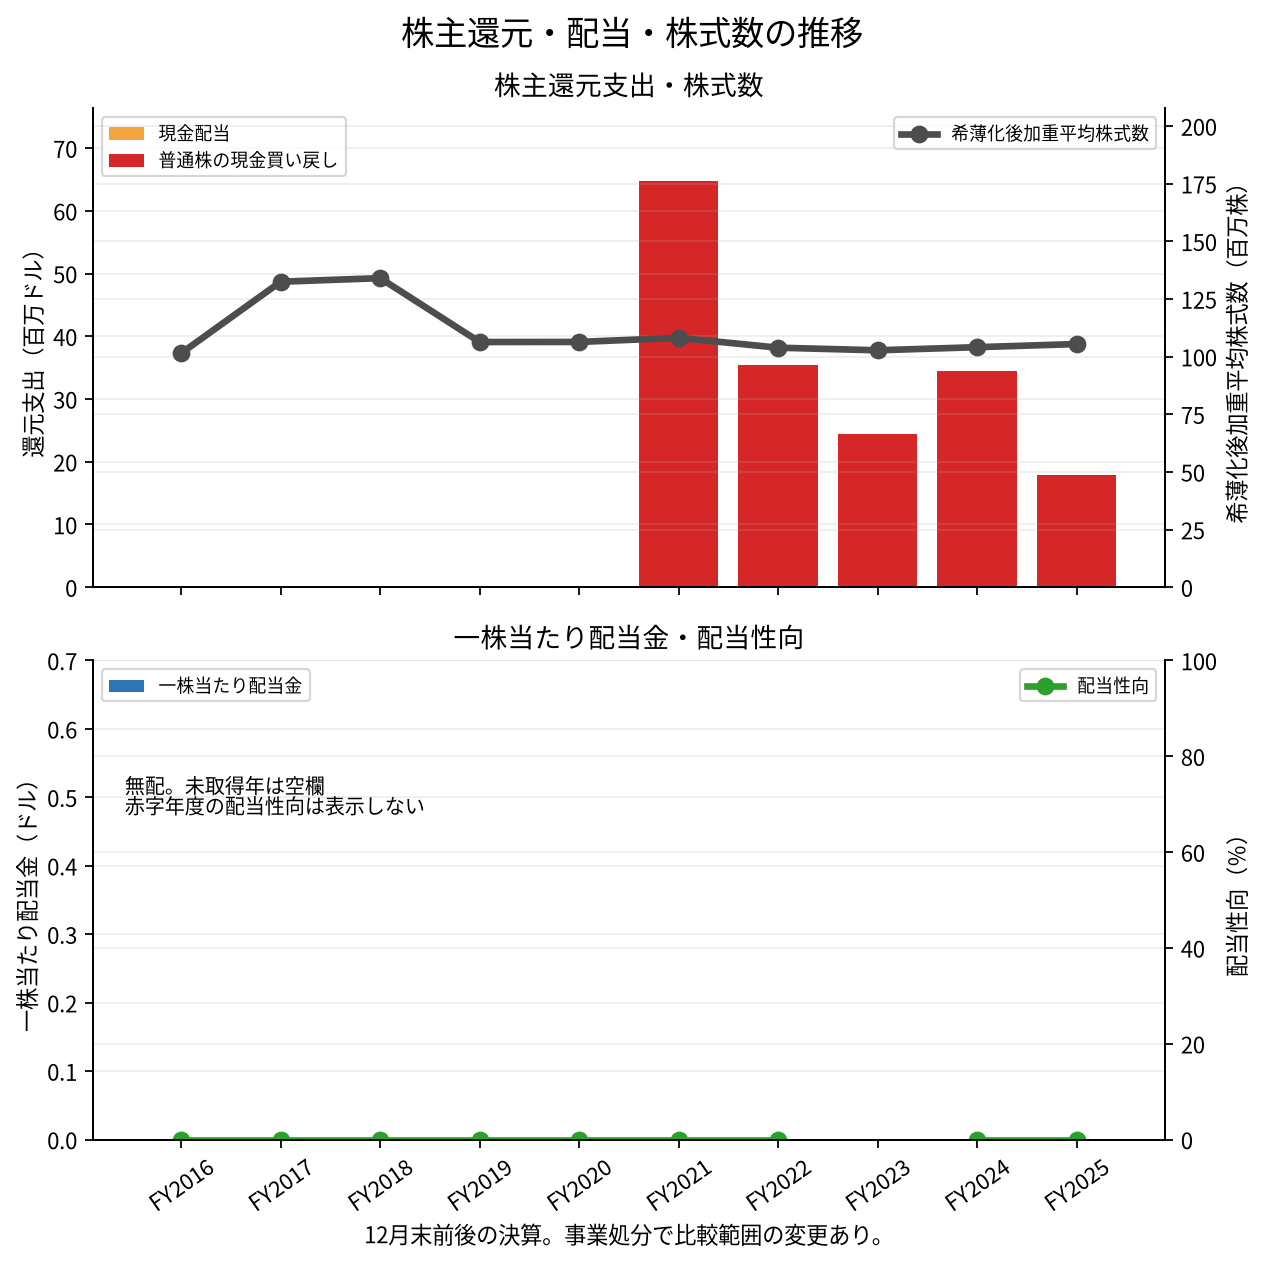 株主還元・配当・株式数の推移
株主還元支出・株式数
現金配当
普通株の現金買い戻し
希薄化後加重平均株式数
還元支出（百万ドル）
70
60
50
40
30
20
10
0
200
175
150
125
100
75
50
25
0
希薄化後加重平均株式数（百万株）
一株当たり配当金・配当性向
一株当たり配当金
配当性向
無配。未取得年は空欄
赤字年度の配当性向は表示しない
一株当たり配当金（ドル）
0.7
0.6
0.5
0.4
0.3
0.2
0.1
0.0
100
80
60
40
20
0
配当性向（%）
FY2016
FY2017
FY2018
FY2019
FY2020
FY2021
FY2022
FY2023
FY2024
FY2025
12月末前後の決算。事業処分で比較範囲の変更あり。